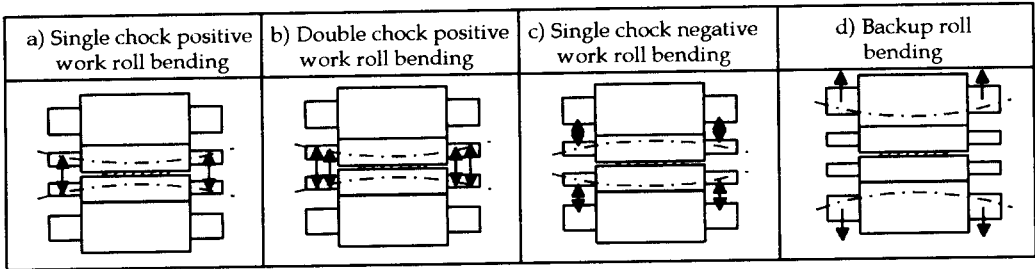 a) Single chock positive
work roll bending
b) Double chock positive
work roll bending
c) Single chock negative
work roll bending
d) Backup roll
bending